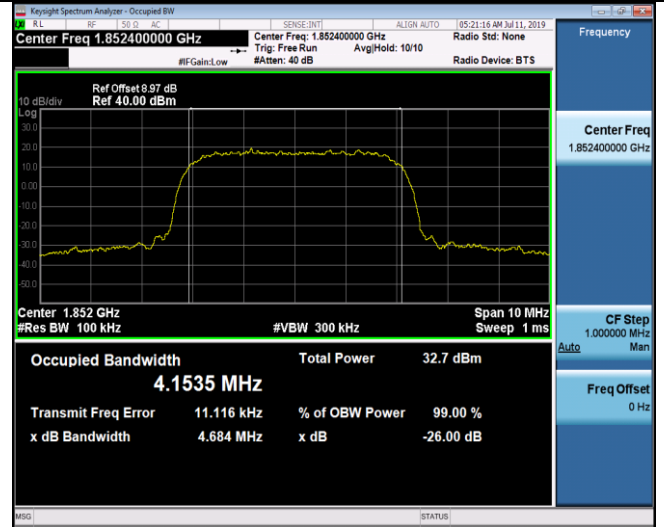 Keysight Spectrum Analyzer - Occupied BW
RL RF 50 Ω AC SENSE:INT ALIGN AUTO 05:21:16 AM Jul 11, 2019
Center Freq 1.852400000 GHz
Center Freq: 1.852400000 GHz
Radio Std: None
Trig: Free Run Avg|Hold: 10/10
#IFGain:Low #Atten: 40 dB Radio Device: BTS
Ref Offset 8.97 dB
10 dB/div Ref 40.00 dBm
Log
30.0
20.0
10.0
0.00
-10.0
-20.0
-30.0
-40.0
-50.0
Center 1.852 GHz Span 10 MHz
#Res BW 100 kHz #VBW 300 kHz Sweep 1 ms
Occupied Bandwidth Total Power 32.7 dBm
4.1535 MHz
Transmit Freq Error 11.116 kHz % of OBW Power 99.00 %
x dB Bandwidth 4.684 MHz x dB -26.00 dB
MSG STATUS
Frequency
Center Freq
1.852400000 GHz
CF Step
1.000000 MHz
Auto Man
Freq Offset
0 Hz